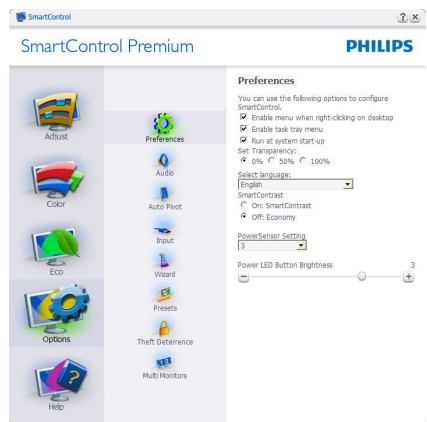 SmartControl
? x
SmartControl Premium
PHILIPS
Adjust
Color
Eco
Options
Help
Preferences
Audio
Auto Pivot
Input
Wizard
Presets
Theft Deterrence
Multi Monitors
Preferences
You can use the following options to configure
SmartControl.
Enable menu when right-clicking on desktop
Enable task tray menu
Run at system start-up
Set Transparency:
0% 50% 100%
Select language:
English
SmartContrast
On: SmartContrast
Off: Economy
PowerSensor Setting
3
Power LED Button Brightness 3
− +